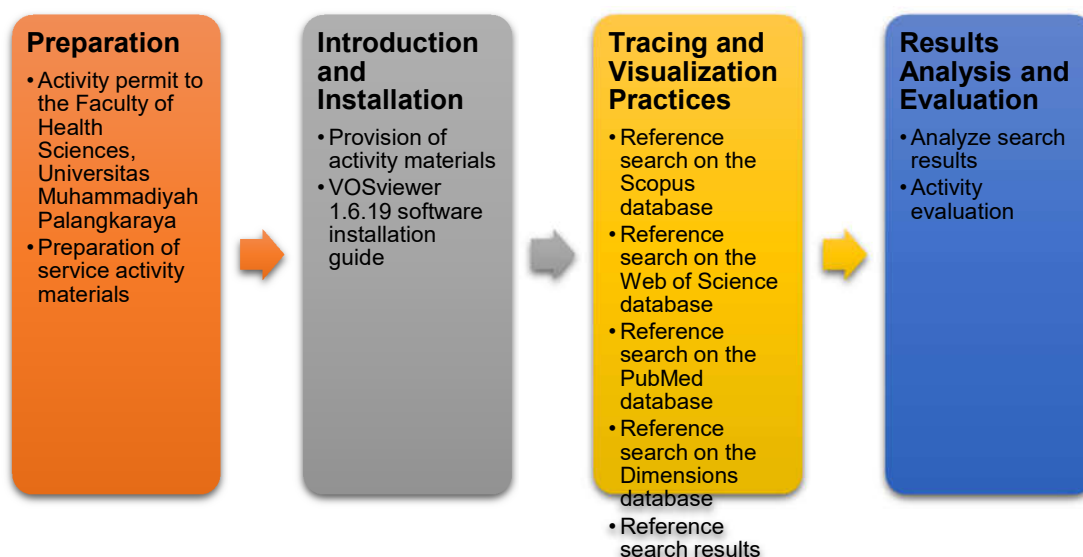 Preparation
• Activity permit to
the Faculty of
Health
Sciences,
Universitas
Muhammadiyah
Palangkaraya
• Preparation of
service activity
materials
Introduction
and
Installation
• Provision of
activity materials
• VOSviewer
1.6.19 software
installation
guide
Tracing and
Visualization
Practices
• Reference
search on the
Scopus
database
• Reference
search on the
Web of Science
database
• Reference
search on the
PubMed
database
• Reference
search on the
Dimensions
database
• Reference
search results
Results
Analysis and
Evaluation
• Analyze search
results
• Activity
evaluation